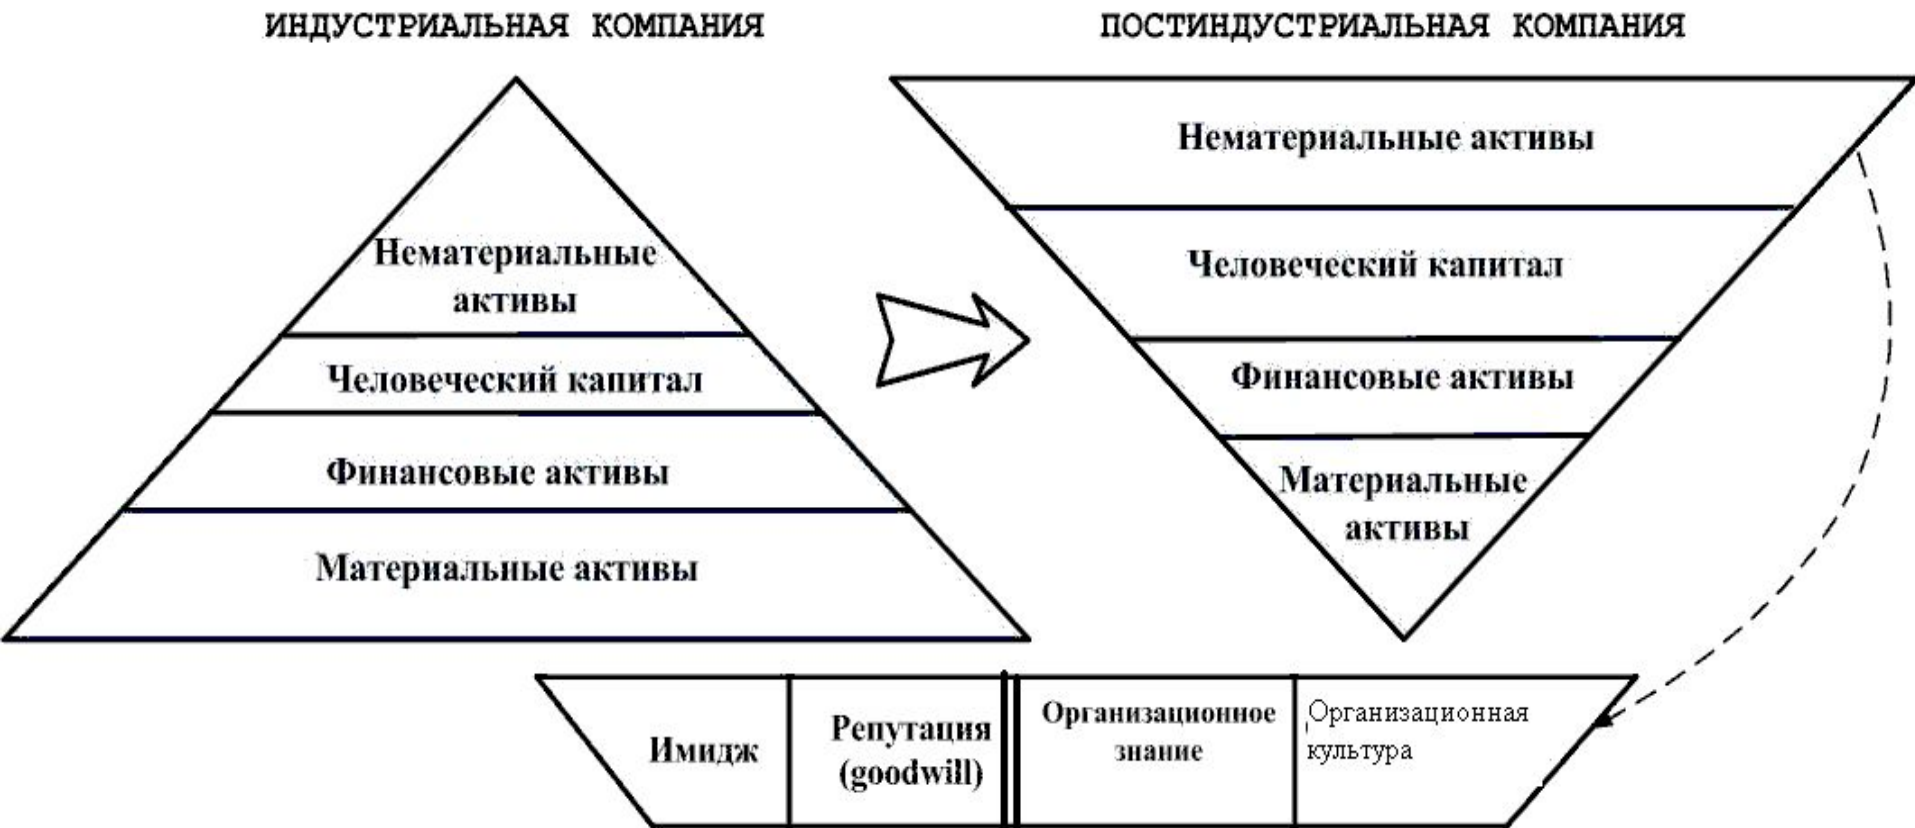 ИНДУСТРИАЛЬНАЯ КОМПАНИЯ
Нематериальные
активы
Человеческий капитал
Финансовые активы
Материальные активы
ПОСТИНДУСТРИАЛЬНАЯ КОМПАНИЯ
Нематериальные активы
Человеческий капитал
Финансовые активы
Материальные
активы
Имидж
Репутация
(goodwill)
Организационное
знание
Организационная
культура